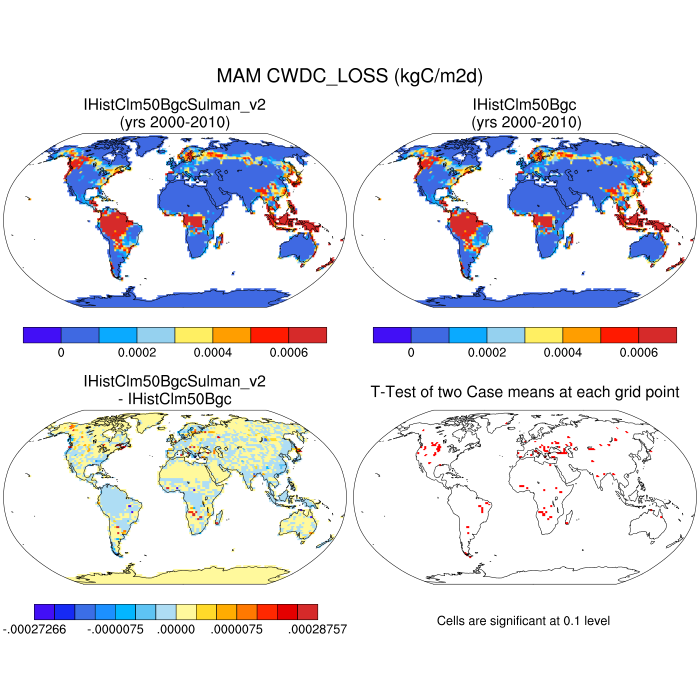 MAM CWDC_LOSS (kgC/m2d)
IHistClm50BgcSulman_v2
(yrs 2000-2010)
IHistClm50Bgc
(yrs 2000-2010)
0 0.0002 0.0004 0.0006
0 0.0002 0.0004 0.0006
IHistClm50BgcSulman_v2
- IHistClm50Bgc
T-Test of two Case means at each grid point
-.00027266 -.0000075 .00000 .0000075 .00028757
Cells are significant at 0.1 level